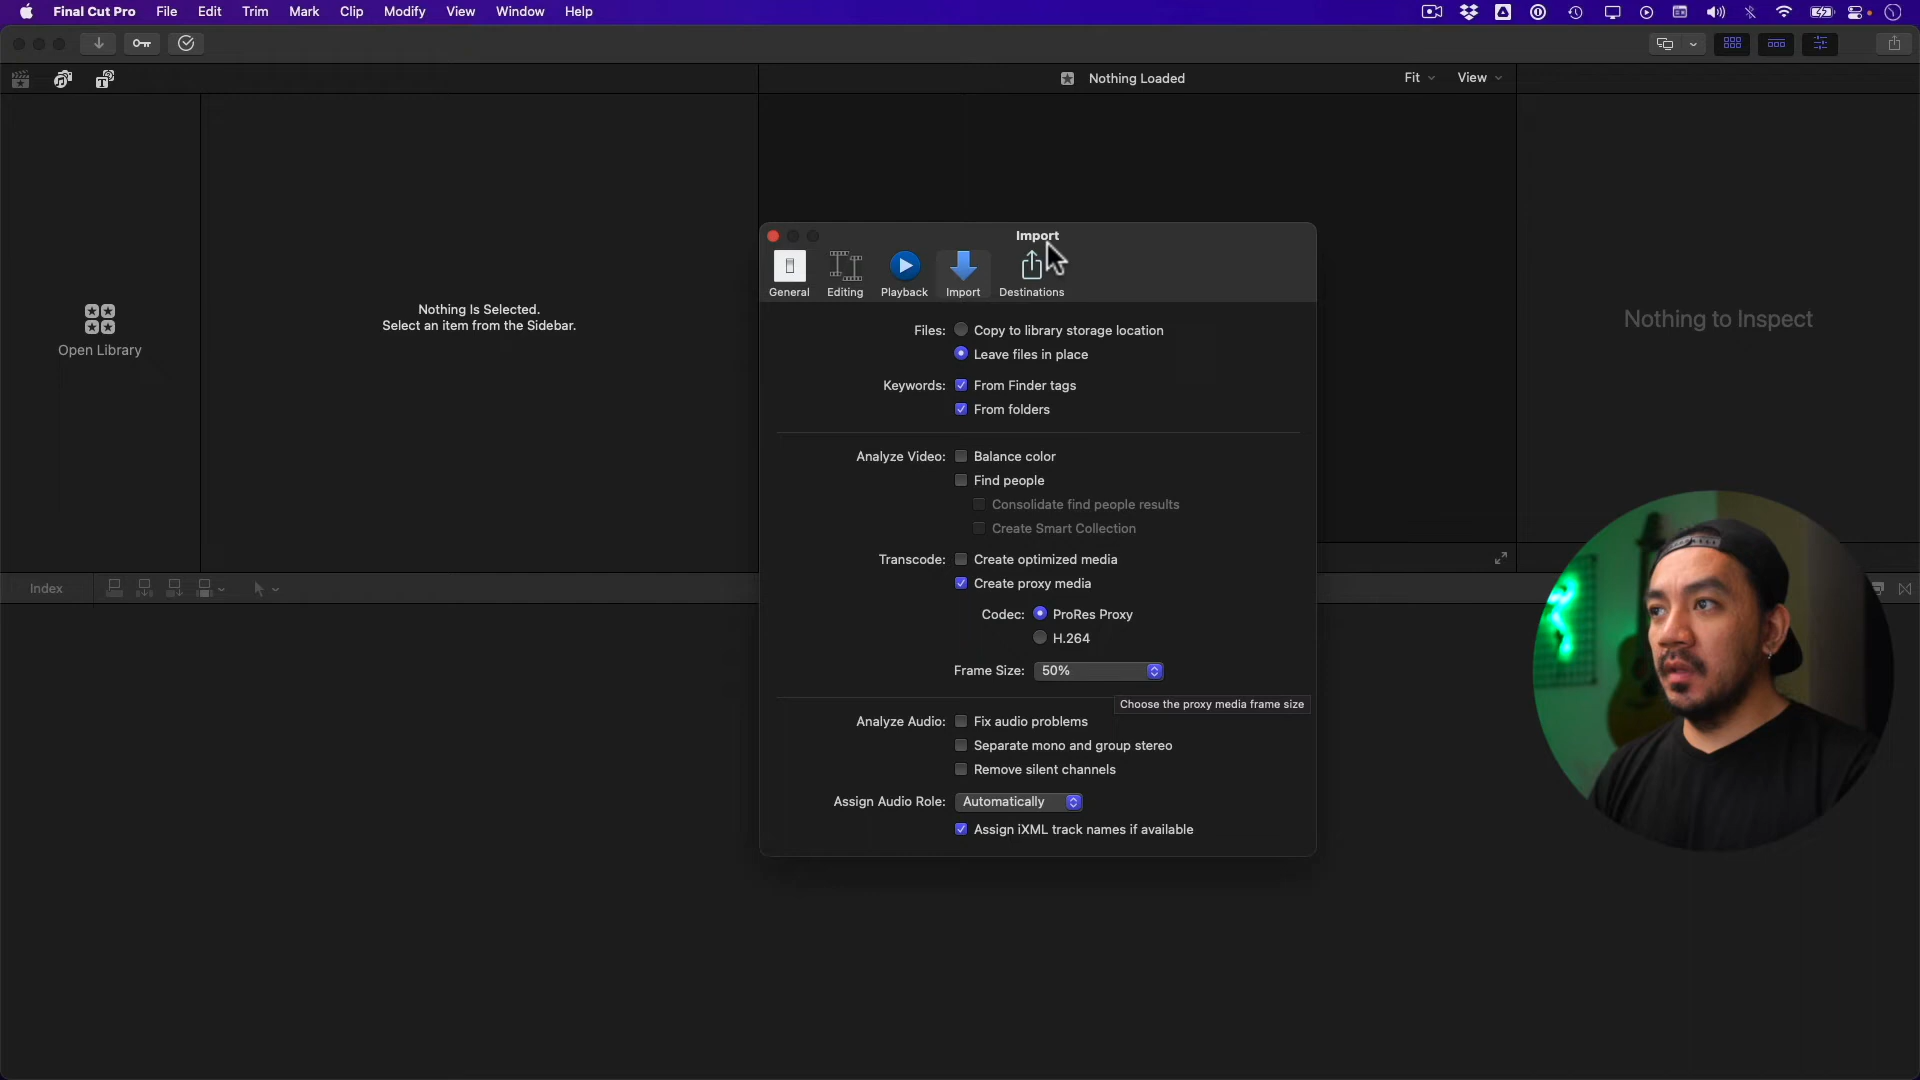 Final Cut Pro File Edit Trim Mark Clip Modify View Window Help
Nothing Loaded Fit View
Open Library
Nothing Is Selected.
Select an item from the Sidebar.
Nothing to Inspect
Import
General Editing Playback Import Destinations
Files: Copy to library storage location
Leave files in place
Keywords: From Finder tags
From folders
Analyze Video: Balance color
Find people
Consolidate find people results
Create Smart Collection
Transcode: Create optimized media
Create proxy media
Codec: ProRes Proxy
H.264
Frame Size: 50%
Choose the proxy media frame size
Analyze Audio: Fix audio problems
Separate mono and group stereo
Remove silent channels
Assign Audio Role: Automatically
Assign iXML track names if available
Index